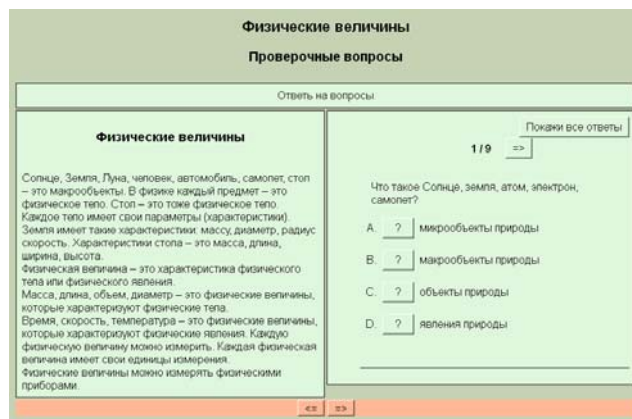 Физические величины
Проверочные вопросы
Ответь на вопросы
Физические величины
Солнце, Земля, Луна, человек, автомобиль, самолет, стол
– это макрообъекты. В физике каждый предмет – это
физическое тело. Стол – это тоже физическое тело.
Каждое тело имеет свои параметры (характеристики).
Земля имеет такие характеристики: массу, диаметр, радиус
скорость. Характеристики стола – это масса, длина,
ширина, высота.
Физическая величина – это характеристика физического
тела или физического явления.
Масса, длина, объем, диаметр – это физические величины,
которые характеризуют физические тела.
Время, скорость, температура – это физические величины,
которые характеризуют физические явления. Каждую
физическую величину можно измерить. Каждая физическая
величина имеет свои единицы измерения.
Физические величины можно измерять физическими
приборами.
Покажи все ответы
1 / 9 =>
Что такое Солнце, земля, атом, электрон,
самолет?
A. ? микрообъекты природы
B. ? макрообъекты природы
C. ? объекты природы
D. ? явления природы
<= =>